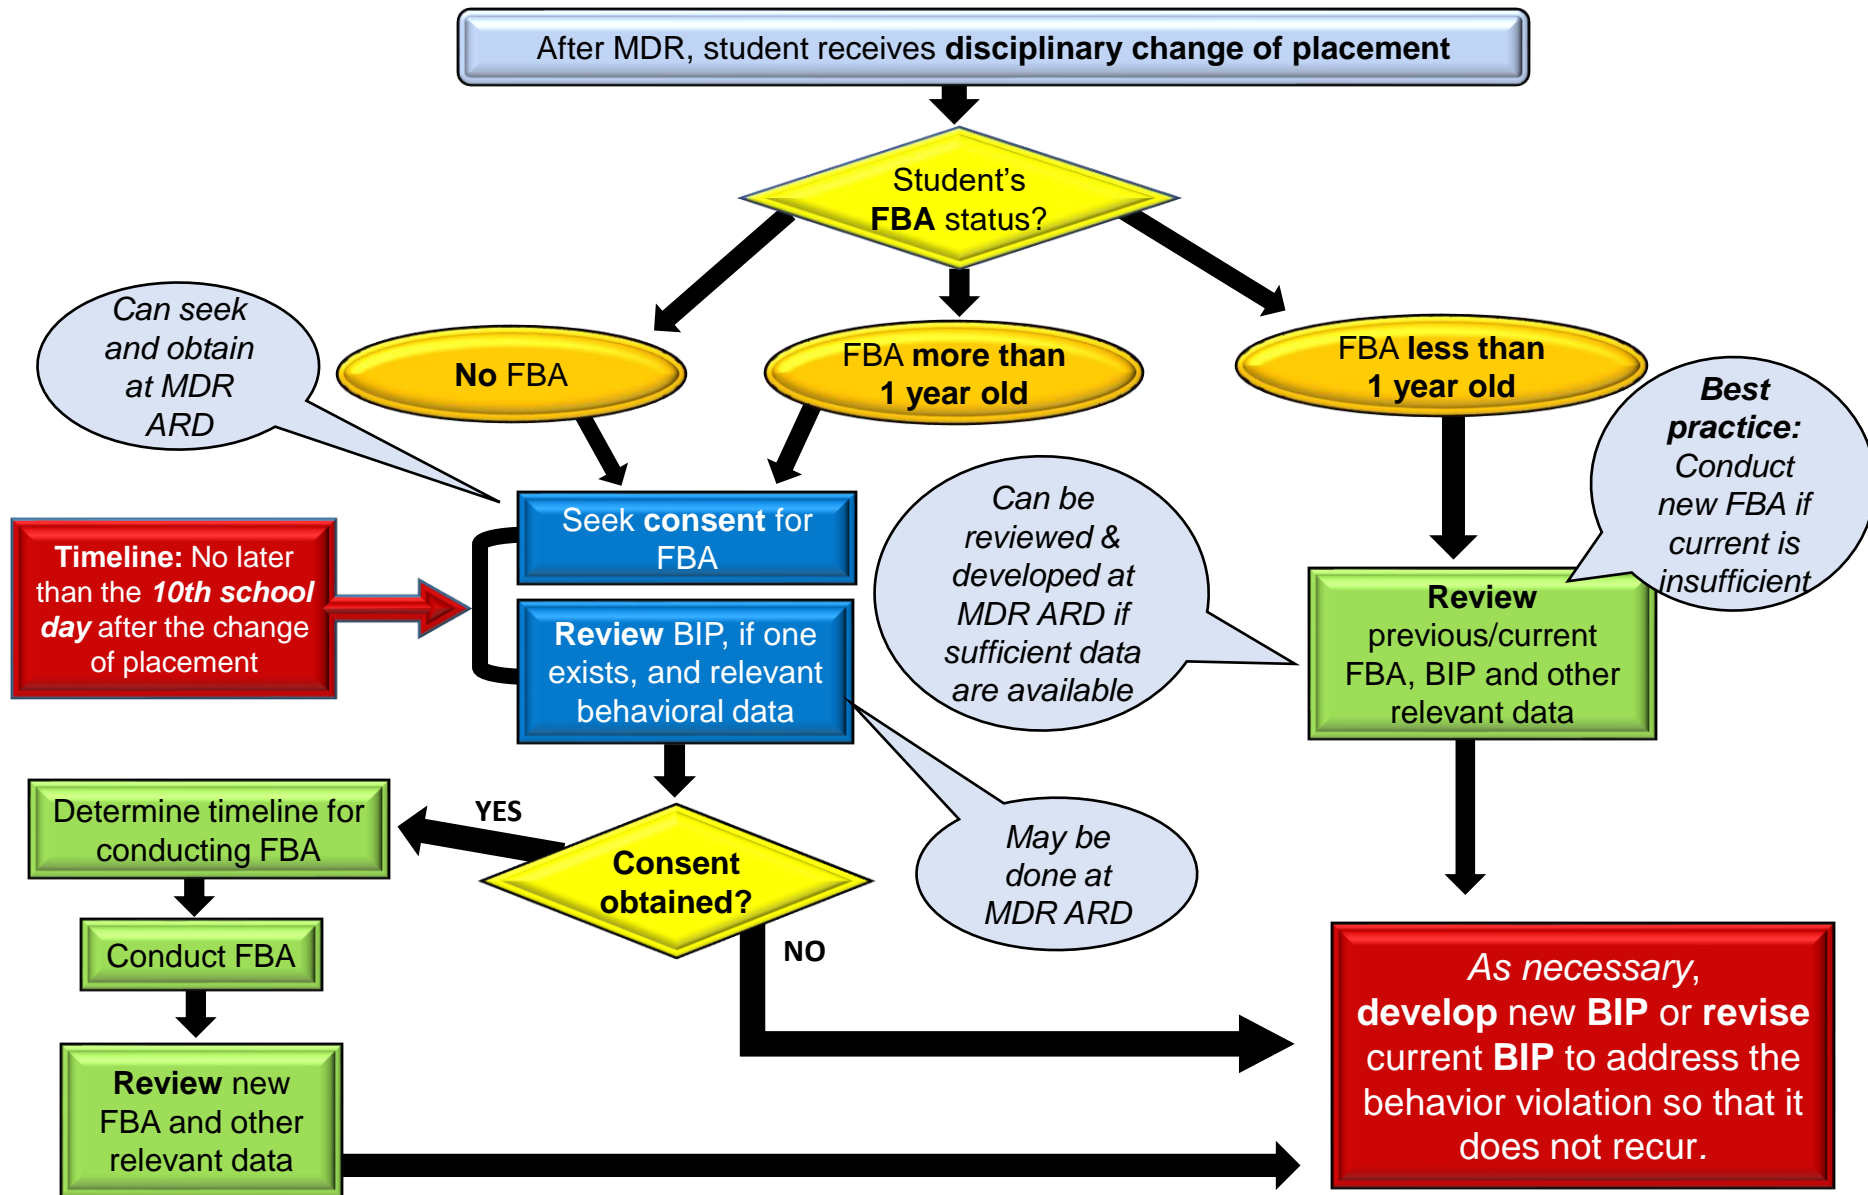 After MDR, student receives disciplinary change of placement
Student’s
FBA status?
Can seek
and obtain
at MDR
ARD
No FBA
FBA more than
1 year old
FBA less than
1 year old
Best
practice:
Conduct
new FBA if
current is
insufficient
Seek consent for
FBA
Can be
reviewed &
developed at
MDR ARD if
sufficient data
are available
Timeline: No later
than the 10th school
day after the change
of placement
Review BIP, if one
exists, and relevant
behavioral data
Review
previous/current
FBA, BIP and other
relevant data
Determine timeline for
conducting FBA
YES
Consent
obtained?
NO
May be
done at
MDR ARD
Conduct FBA
Review new
FBA and other
relevant data
As necessary,
develop new BIP or revise
current BIP to address the
behavior violation so that it
does not recur.